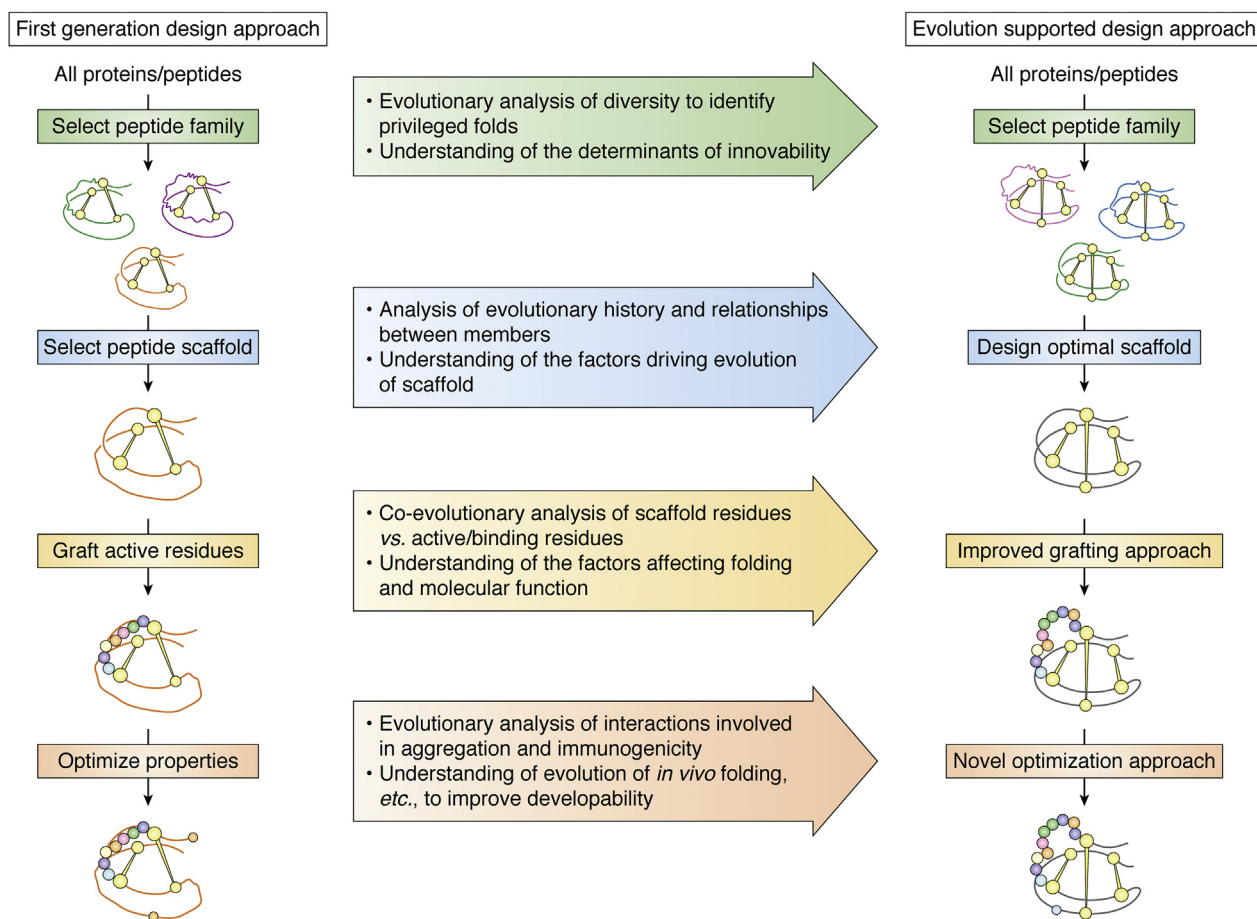 First generation design approach
Evolution supported design approach
All proteins/peptides
All proteins/peptides
Select peptide family
• Evolutionary analysis of diversity to identify
privileged folds
• Understanding of the determinants of innovability
Select peptide family
Select peptide scaffold
• Analysis of evolutionary history and relationships
between members
• Understanding of the factors driving evolution
of scaffold
Design optimal scaffold
Graft active residues
• Co-evolutionary analysis of scaffold residues
vs. active/binding residues
• Understanding of the factors affecting folding
and molecular function
Improved grafting approach
Optimize properties
• Evolutionary analysis of interactions involved
in aggregation and immunogenicity
• Understanding of evolution of in vivo folding,
etc., to improve developability
Novel optimization approach